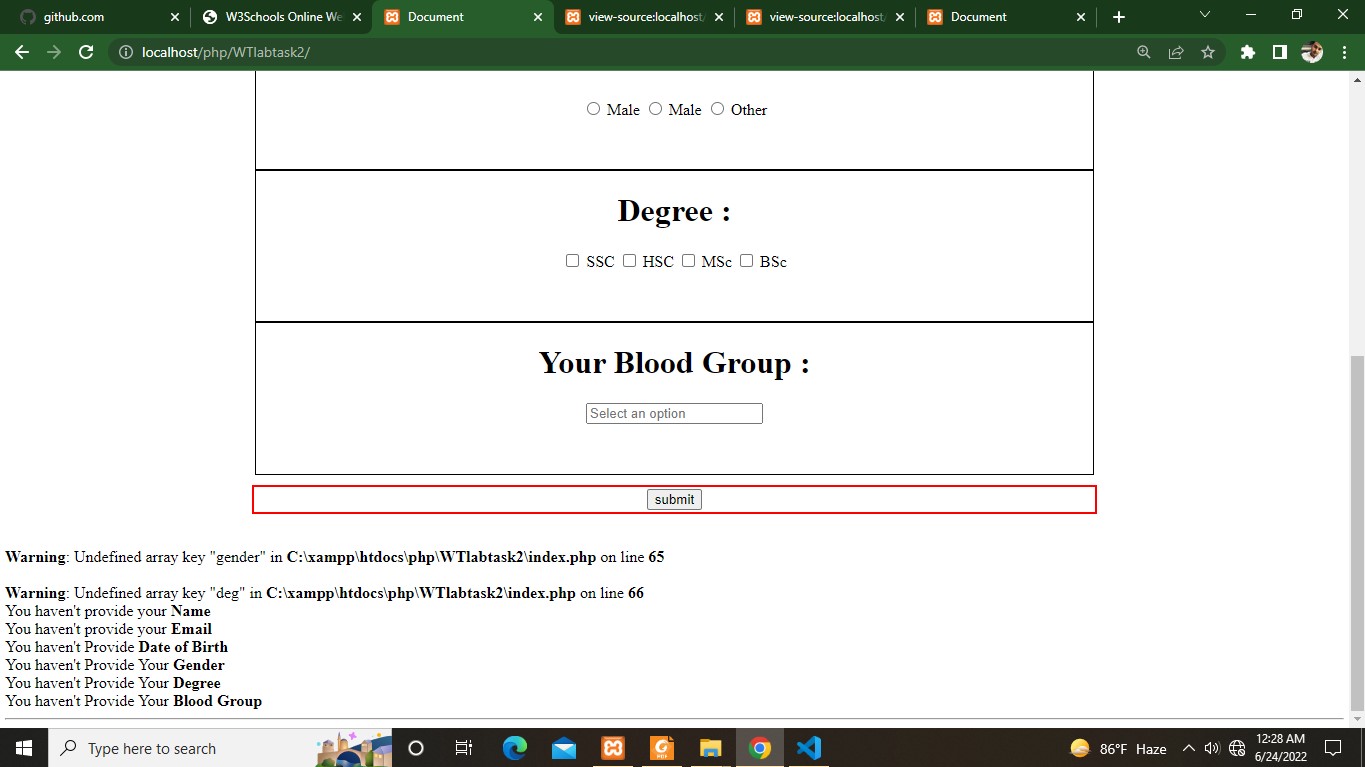 github.com
W3Schools Online We
Document
view-source:localhost/
view-source:localhost/
Document
localhost/php/WTlabtask2/
Male Male Other
Degree :
SSC HSC MSc BSc
Your Blood Group :
Select an option
submit
Warning: Undefined array key "gender" in C:\xampp\htdocs\php\WTlabtask2\index.php on line 65
Warning: Undefined array key "deg" in C:\xampp\htdocs\php\WTlabtask2\index.php on line 66
You haven't provide your Name
You haven't provide your Email
You haven't Provide Date of Birth
You haven't Provide Your Gender
You haven't Provide Your Degree
You haven't Provide Your Blood Group
Type here to search
86°F Haze
12:28 AM
6/24/2022